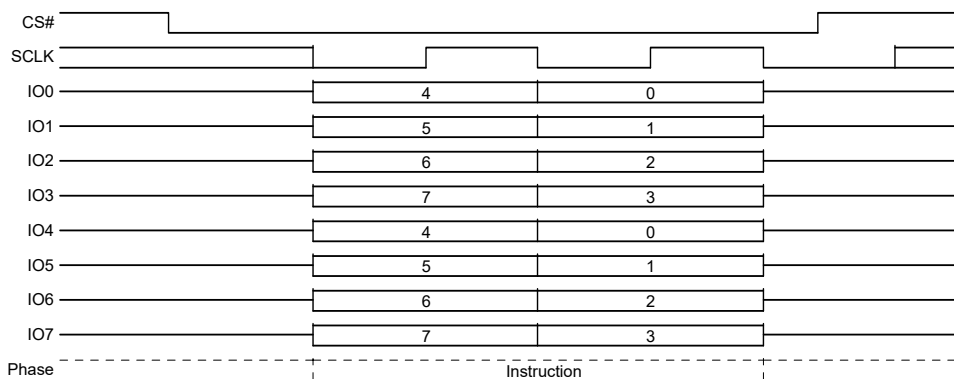 CS#
SCLK
IO0 4 0
IO1 5 1
IO2 6 2
IO3 7 3
IO4 4 0
IO5 5 1
IO6 6 2
IO7 7 3
Phase Instruction